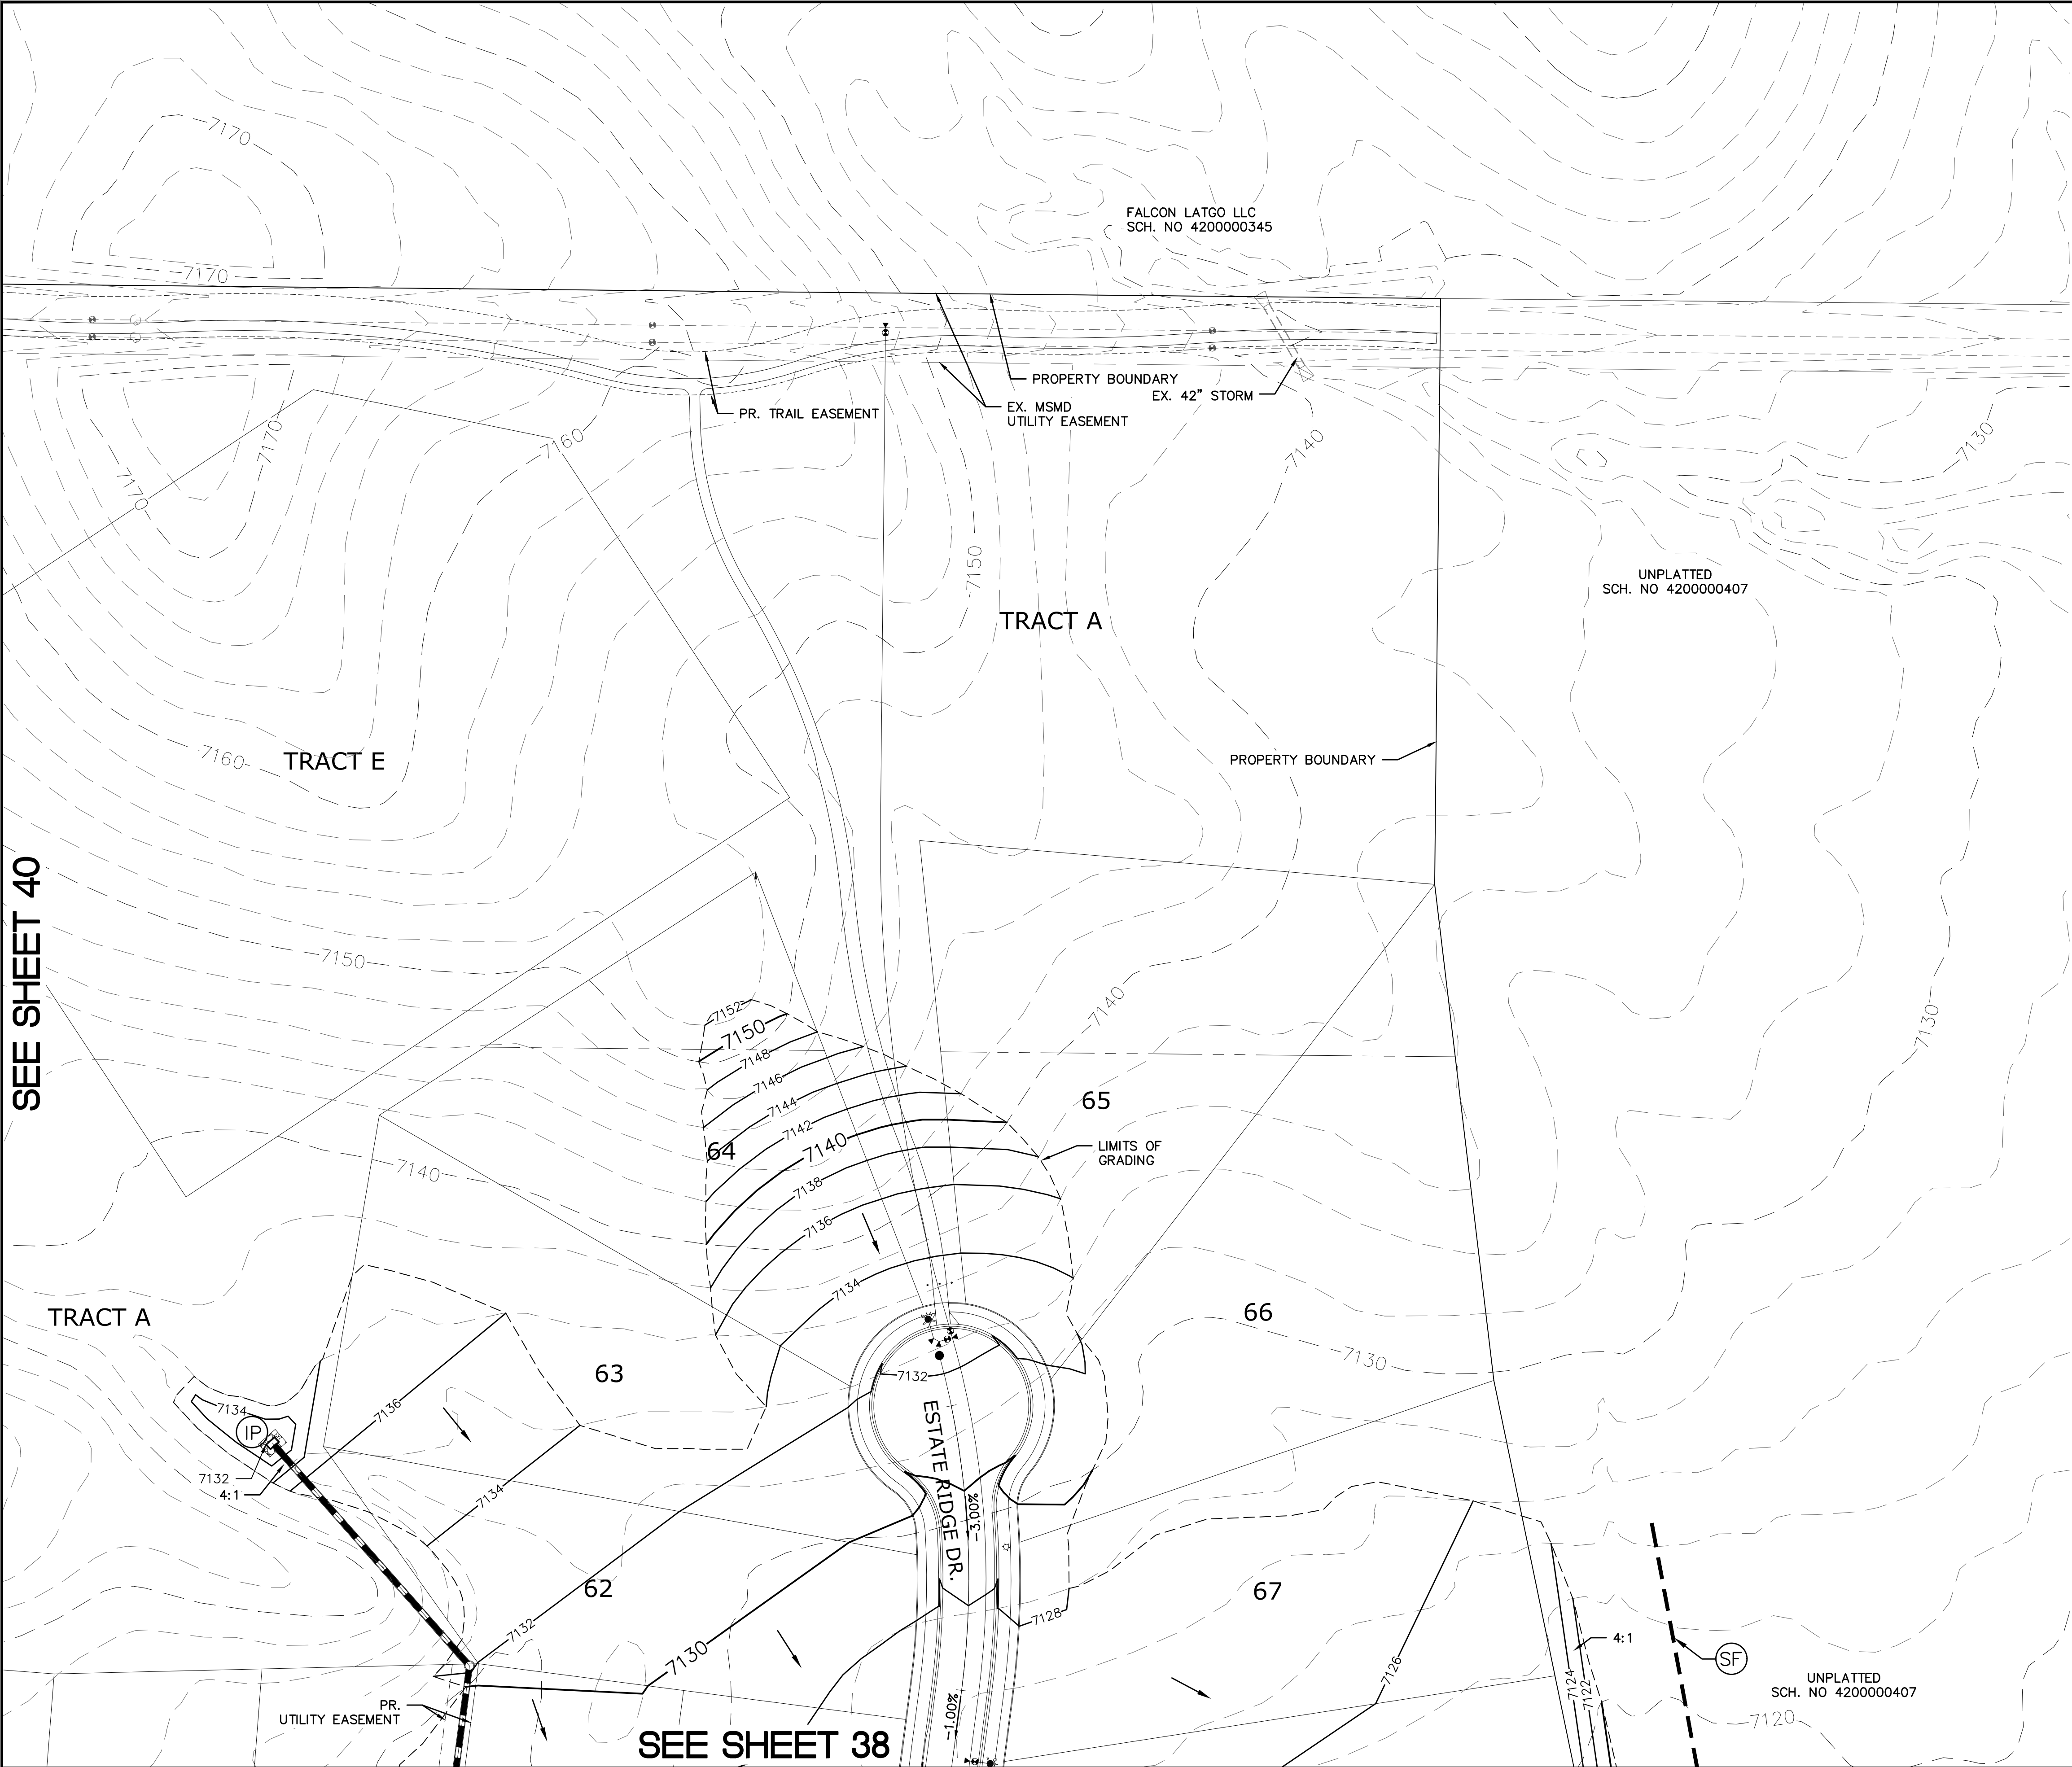 7170
FALCON LATGO LLC
SCH. NO 4200000345
7170
PROPERTY BOUNDARY
EX. 42" STORM
EX. MSMD
UTILITY EASEMENT
PR. TRAIL EASEMENT
7160
7140
7130
7170
7170
7150
UNPLATTED
SCH. NO 4200000407
TRACT A
7160
TRACT E
PROPERTY BOUNDARY
SEE SHEET 40
7150
7140
7130
7152
7150
7148
7146
7144
7142
7140
7138
7136
7134
64
65
LIMITS OF
GRADING
7140
TRACT A
66
7130
63
7132
7136
7134
IP
7132
4:1
7134
ESTATE RIDGE DR.
-3.00%
62
67
7132
7128
7130
7126
4:1
7124
7122
SF
UNPLATTED
SCH. NO 4200000407
7120
PR.
UTILITY EASEMENT
-1.00%
SEE SHEET 38